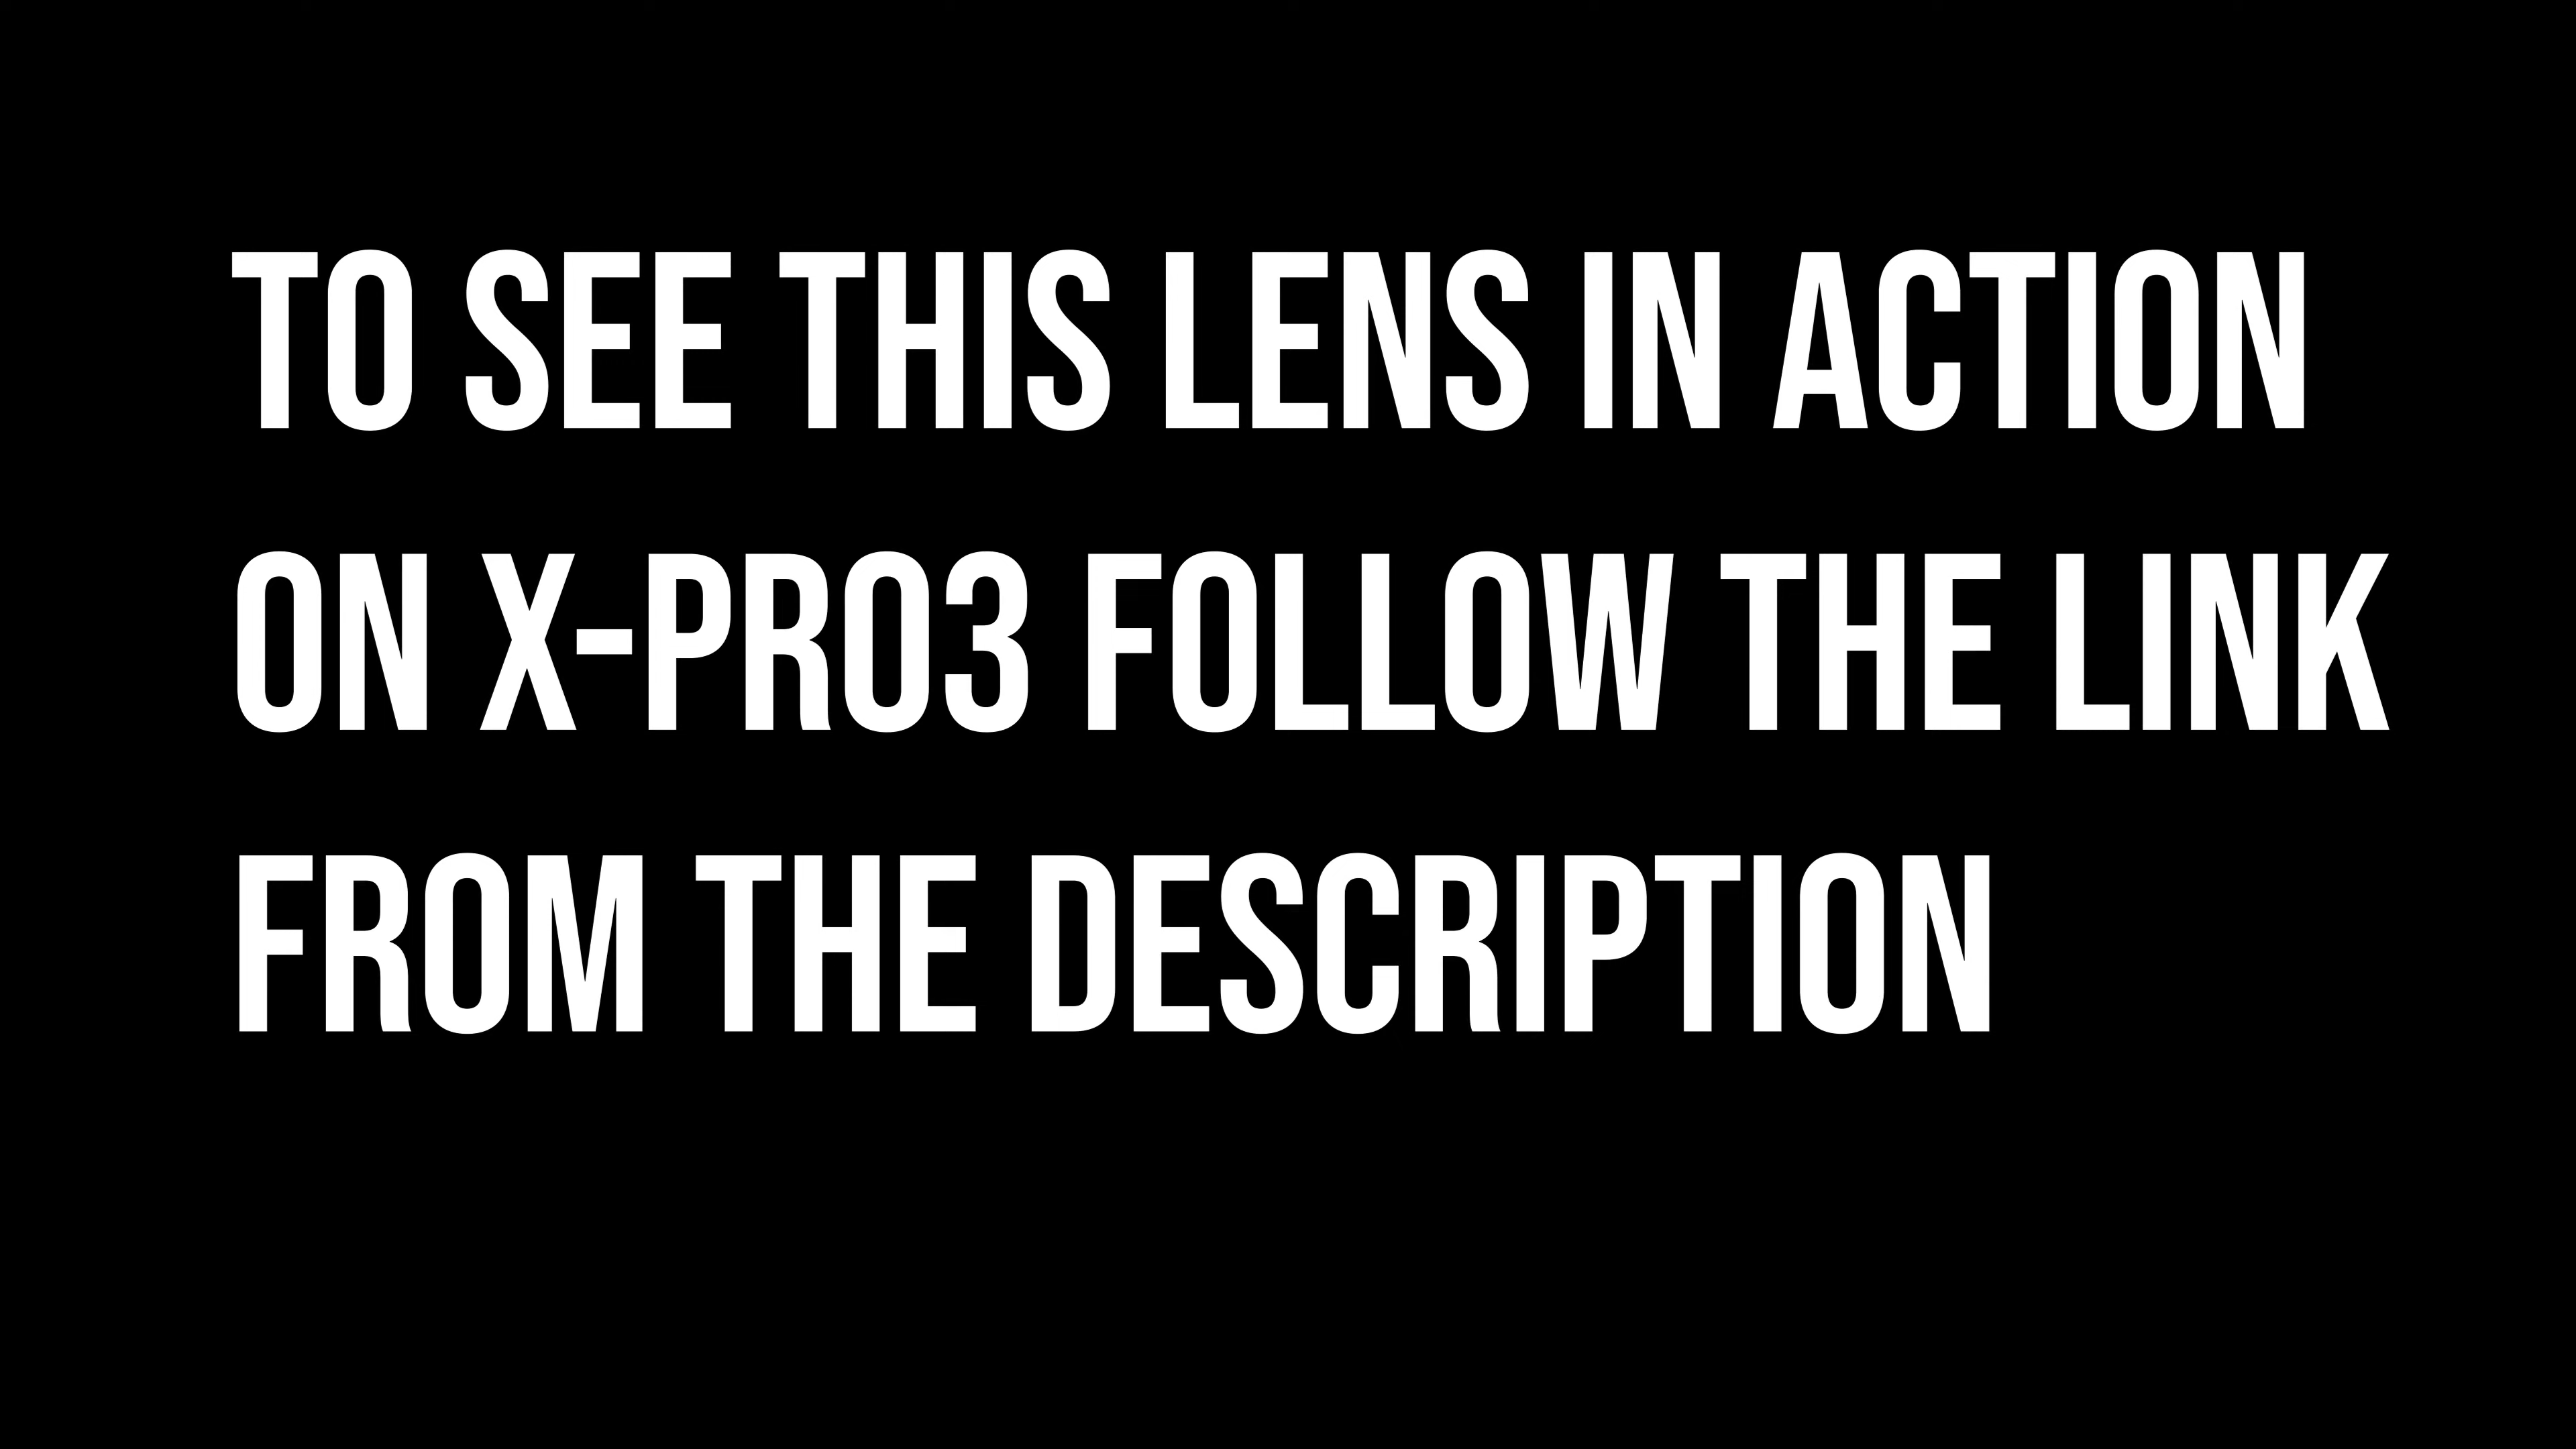 TO SEE THIS LENS IN ACTION
ON X-PRO3 FOLLOW THE LINK
FROM THE DESCRIPTION